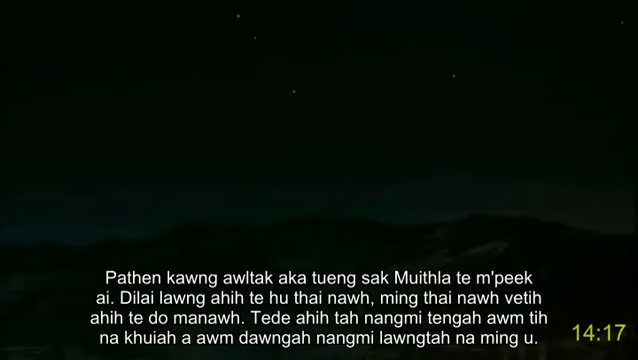 Pathen kawng awltak aka tueng sak Muithla te m'peek
ai. Dilai lawng ahih te hu thai nawh, ming thai nawh vetih
ahih te do manawh. Tede ahih tah nangmi tengah awm tih
na khuiah a awm dawngah nangmi lawngtah na ming u.
14:17